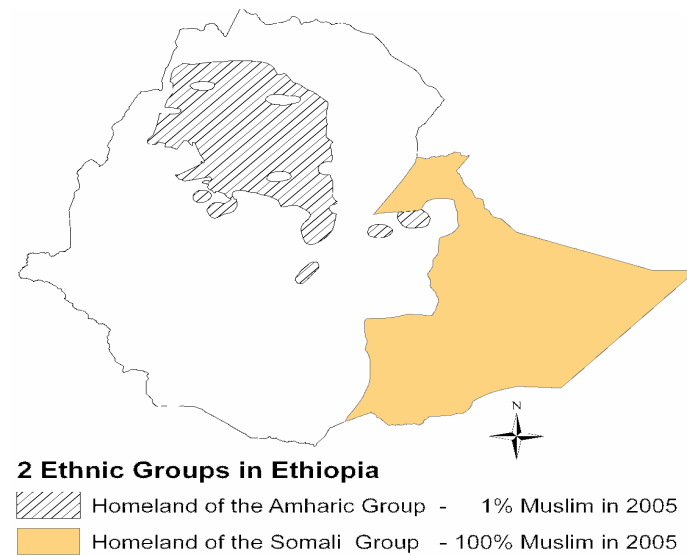 N
2 Ethnic Groups in Ethiopia
Homeland of the Amharic Group - 1% Muslim in 2005
Homeland of the Somali Group - 100% Muslim in 2005